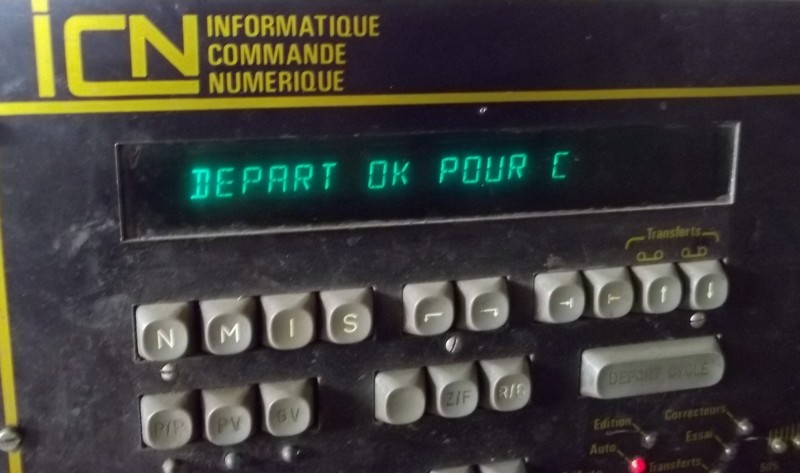 iCN
INFORMATIQUE
COMMANDE
NUMERIQUE
DEPART OK POUR C
Transferts
N M I S
DEPART CYCLE
Z/F
P/P PV GV
Edition
Correcteurs
Auto
Essai
Transferts